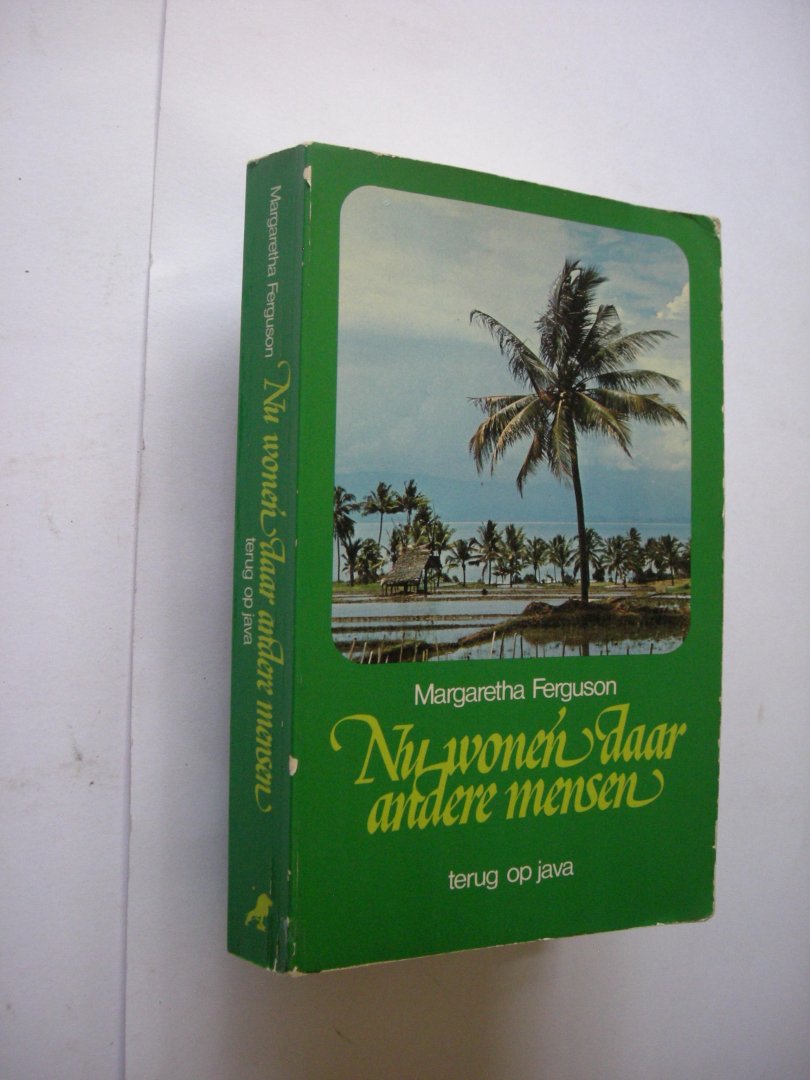 Margaretha Ferguson
Nu wonen daar andere mensen
terug op java
Margaretha Ferguson
Nu wonen daar
andere mensen
terug op java